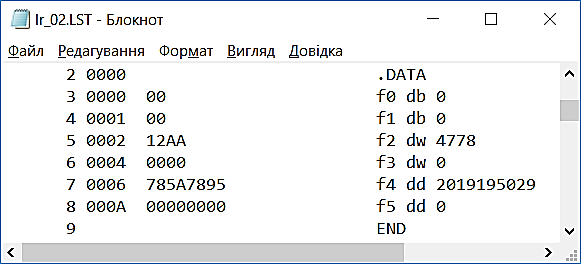 lr_02.LST - Блокнот
Файл Редагування Формат Вигляд Довідка
2 0000 .DATA
3 0000 00 f0 db 0
4 0001 00 f1 db 0
5 0002 12AA f2 dw 4778
6 0004 0000 f3 dw 0
7 0006 785A7895 f4 dd 2019195029
8 000A 00000000 f5 dd 0
9 END